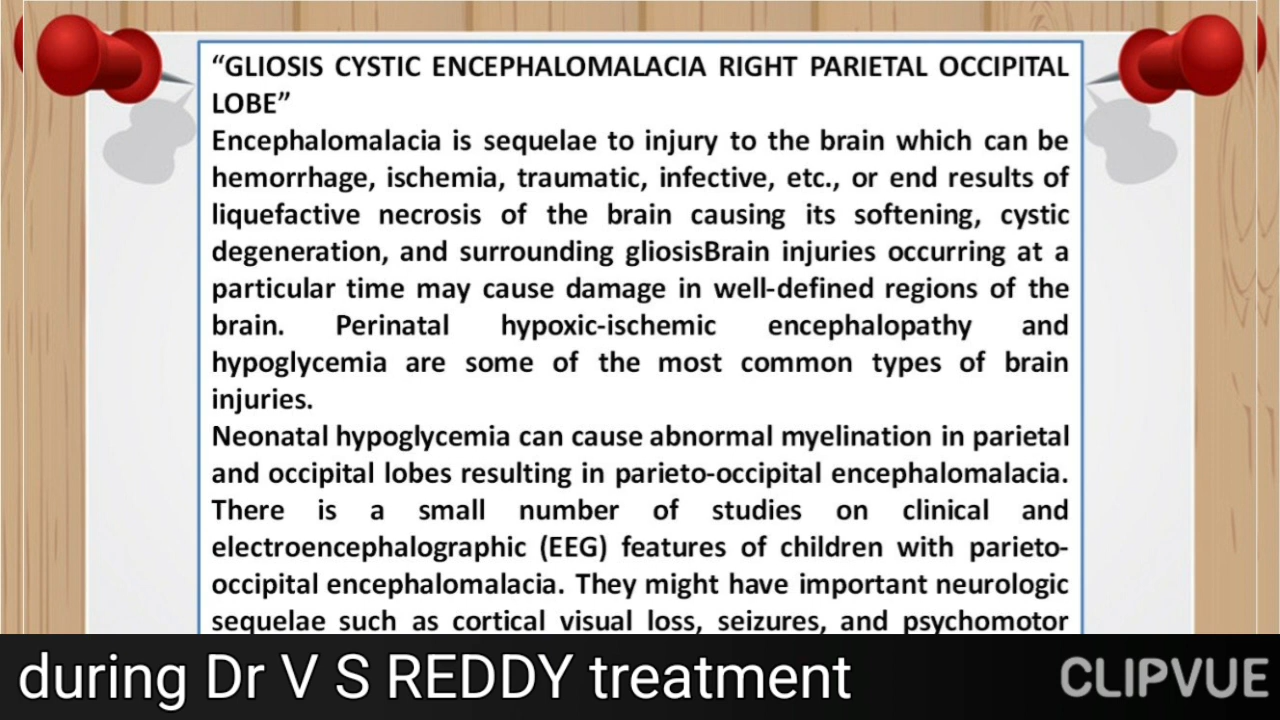 “GLIOSIS CYSTIC ENCEPHALOMALACIA RIGHT PARIETAL OCCIPITAL
LOBE”
Encephalomalacia is sequelae to injury to the brain which can be
hemorrhage, ischemia, traumatic, infective, etc., or end results of
liquefactive necrosis of the brain causing its softening, cystic
degeneration, and surrounding gliosisBrain injuries occurring at a
particular time may cause damage in well-defined regions of the
brain. Perinatal hypoxic-ischemic encephalopathy and
hypoglycemia are some of the most common types of brain
injuries.
Neonatal hypoglycemia can cause abnormal myelination in parietal
and occipital lobes resulting in parieto-occipital encephalomalacia.
There is a small number of studies on clinical and
electroencephalographic (EEG) features of children with parieto-
occipital encephalomalacia. They might have important neurologic
sequelae such as cortical visual loss, seizures, and psychomotor
during Dr V S REDDY treatment
CLIPVUE